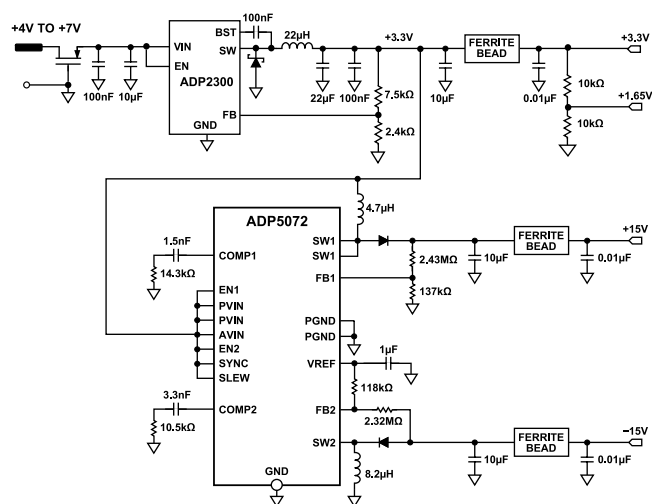 +4V TO +7V
100nF
10µF
VIN
EN
ADP2300
BST
SW
FB
GND
100nF
22µH
22µF
100nF
+3.3V
7.5kΩ
2.4kΩ
10µF
FERRITE
BEAD
0.01µF
10kΩ
10kΩ
+3.3V
+1.65V
4.7µH
ADP5072
1.5nF
14.3kΩ
COMP1
EN1
PVIN
PVIN
AVIN
EN2
SYNC
SLEW
3.3nF
10.5kΩ
COMP2
GND
SW1
SW1
FB1
PGND
PGND
VREF
FB2
SW2
2.43MΩ
137kΩ
10µF
FERRITE
BEAD
0.01µF
+15V
1µF
118kΩ
2.32MΩ
8.2µH
10µF
FERRITE
BEAD
0.01µF
–15V